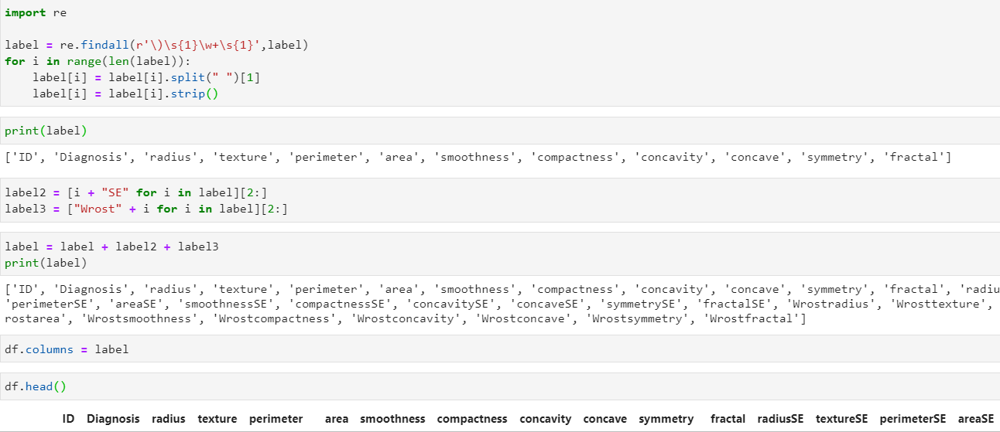 import re
label = re.findall(r'\)\s{1}\w+\s{1}',label)
for i in range(len(label)):
    label[i] = label[i].split(" ")[1]
    label[i] = label[i].strip()
print(label)
['ID', 'Diagnosis', 'radius', 'texture', 'perimeter', 'area', 'smoothness', 'compactness', 'concavity', 'concave', 'symmetry', 'fractal']
label2 = [i + "SE" for i in label][2:]
label3 = ["Wrost" + i for i in label][2:]
label = label + label2 + label3
print(label)
['ID', 'Diagnosis', 'radius', 'texture', 'perimeter', 'area', 'smoothness', 'compactness', 'concavity', 'concave', 'symmetry', 'fractal', 'radiu
'perimeterSE', 'areaSE', 'smoothnessSE', 'compactnessSE', 'concavitySE', 'concaveSE', 'symmetrySE', 'fractalSE', 'Wrostradius', 'Wrosttexture',
rostarea', 'Wrostsmoothness', 'Wrostcompactness', 'Wrostconcavity', 'Wrostconcave', 'Wrostsymmetry', 'Wrostfractal']
df.columns = label
df.head()
ID Diagnosis radius texture perimeter area smoothness compactness concavity concave symmetry fractal radiusSE textureSE perimeterSE areaSE